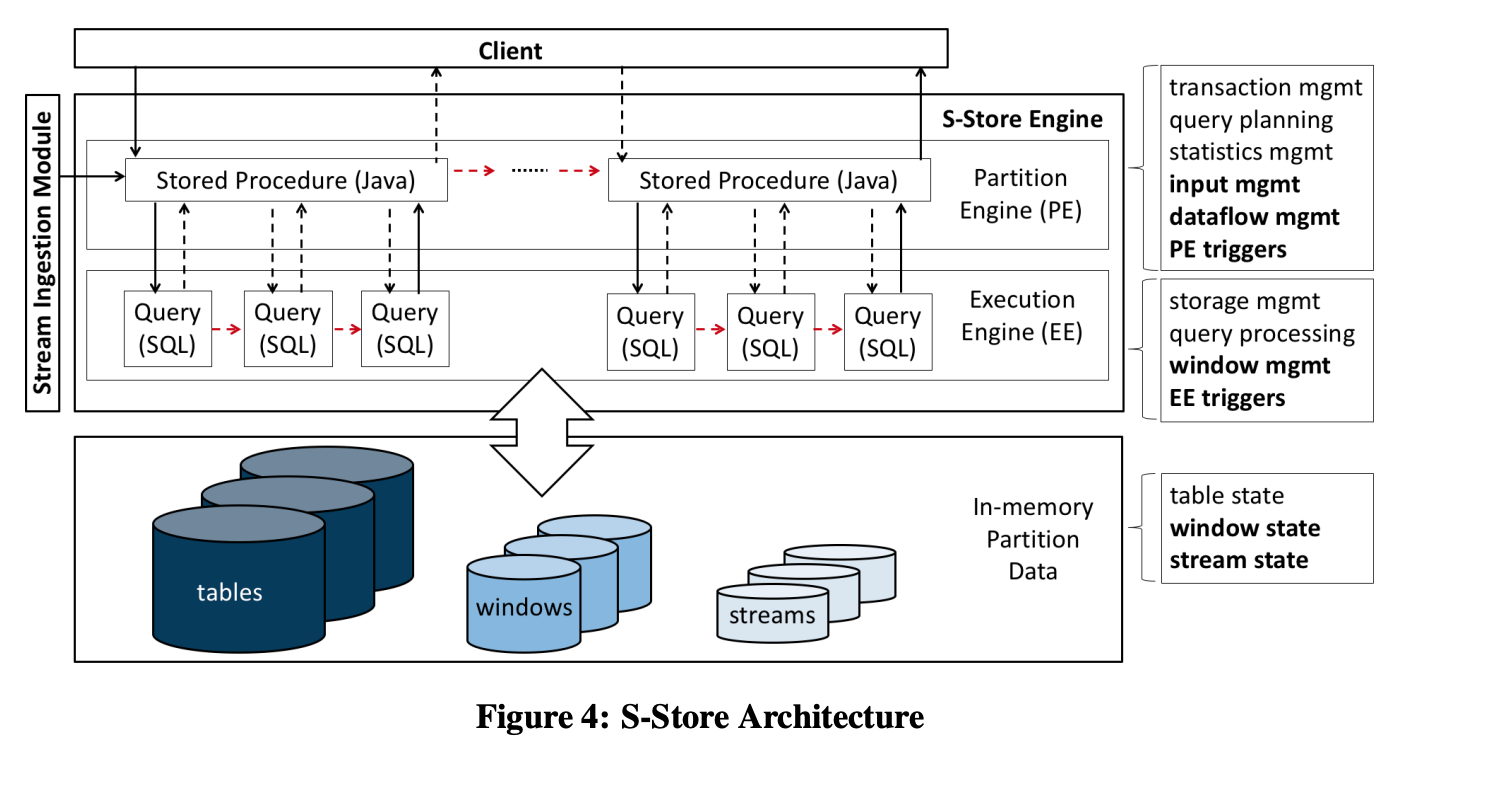 Client
Stream Ingestion Module
S-Store Engine
Stored Procedure (Java)
Stored Procedure (Java)
Partition
Engine (PE)
Query
(SQL)
Query
(SQL)
Query
(SQL)
Query
(SQL)
Query
(SQL)
Query
(SQL)
Execution
Engine (EE)
tables
windows
streams
In-memory
Partition
Data
transaction mgmt
query planning
statistics mgmt
input mgmt
dataflow mgmt
PE triggers
storage mgmt
query processing
window mgmt
EE triggers
table state
window state
stream state
Figure 4: S-Store Architecture